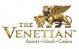 THE
VENETIAN
Resort • Hotel • Casino